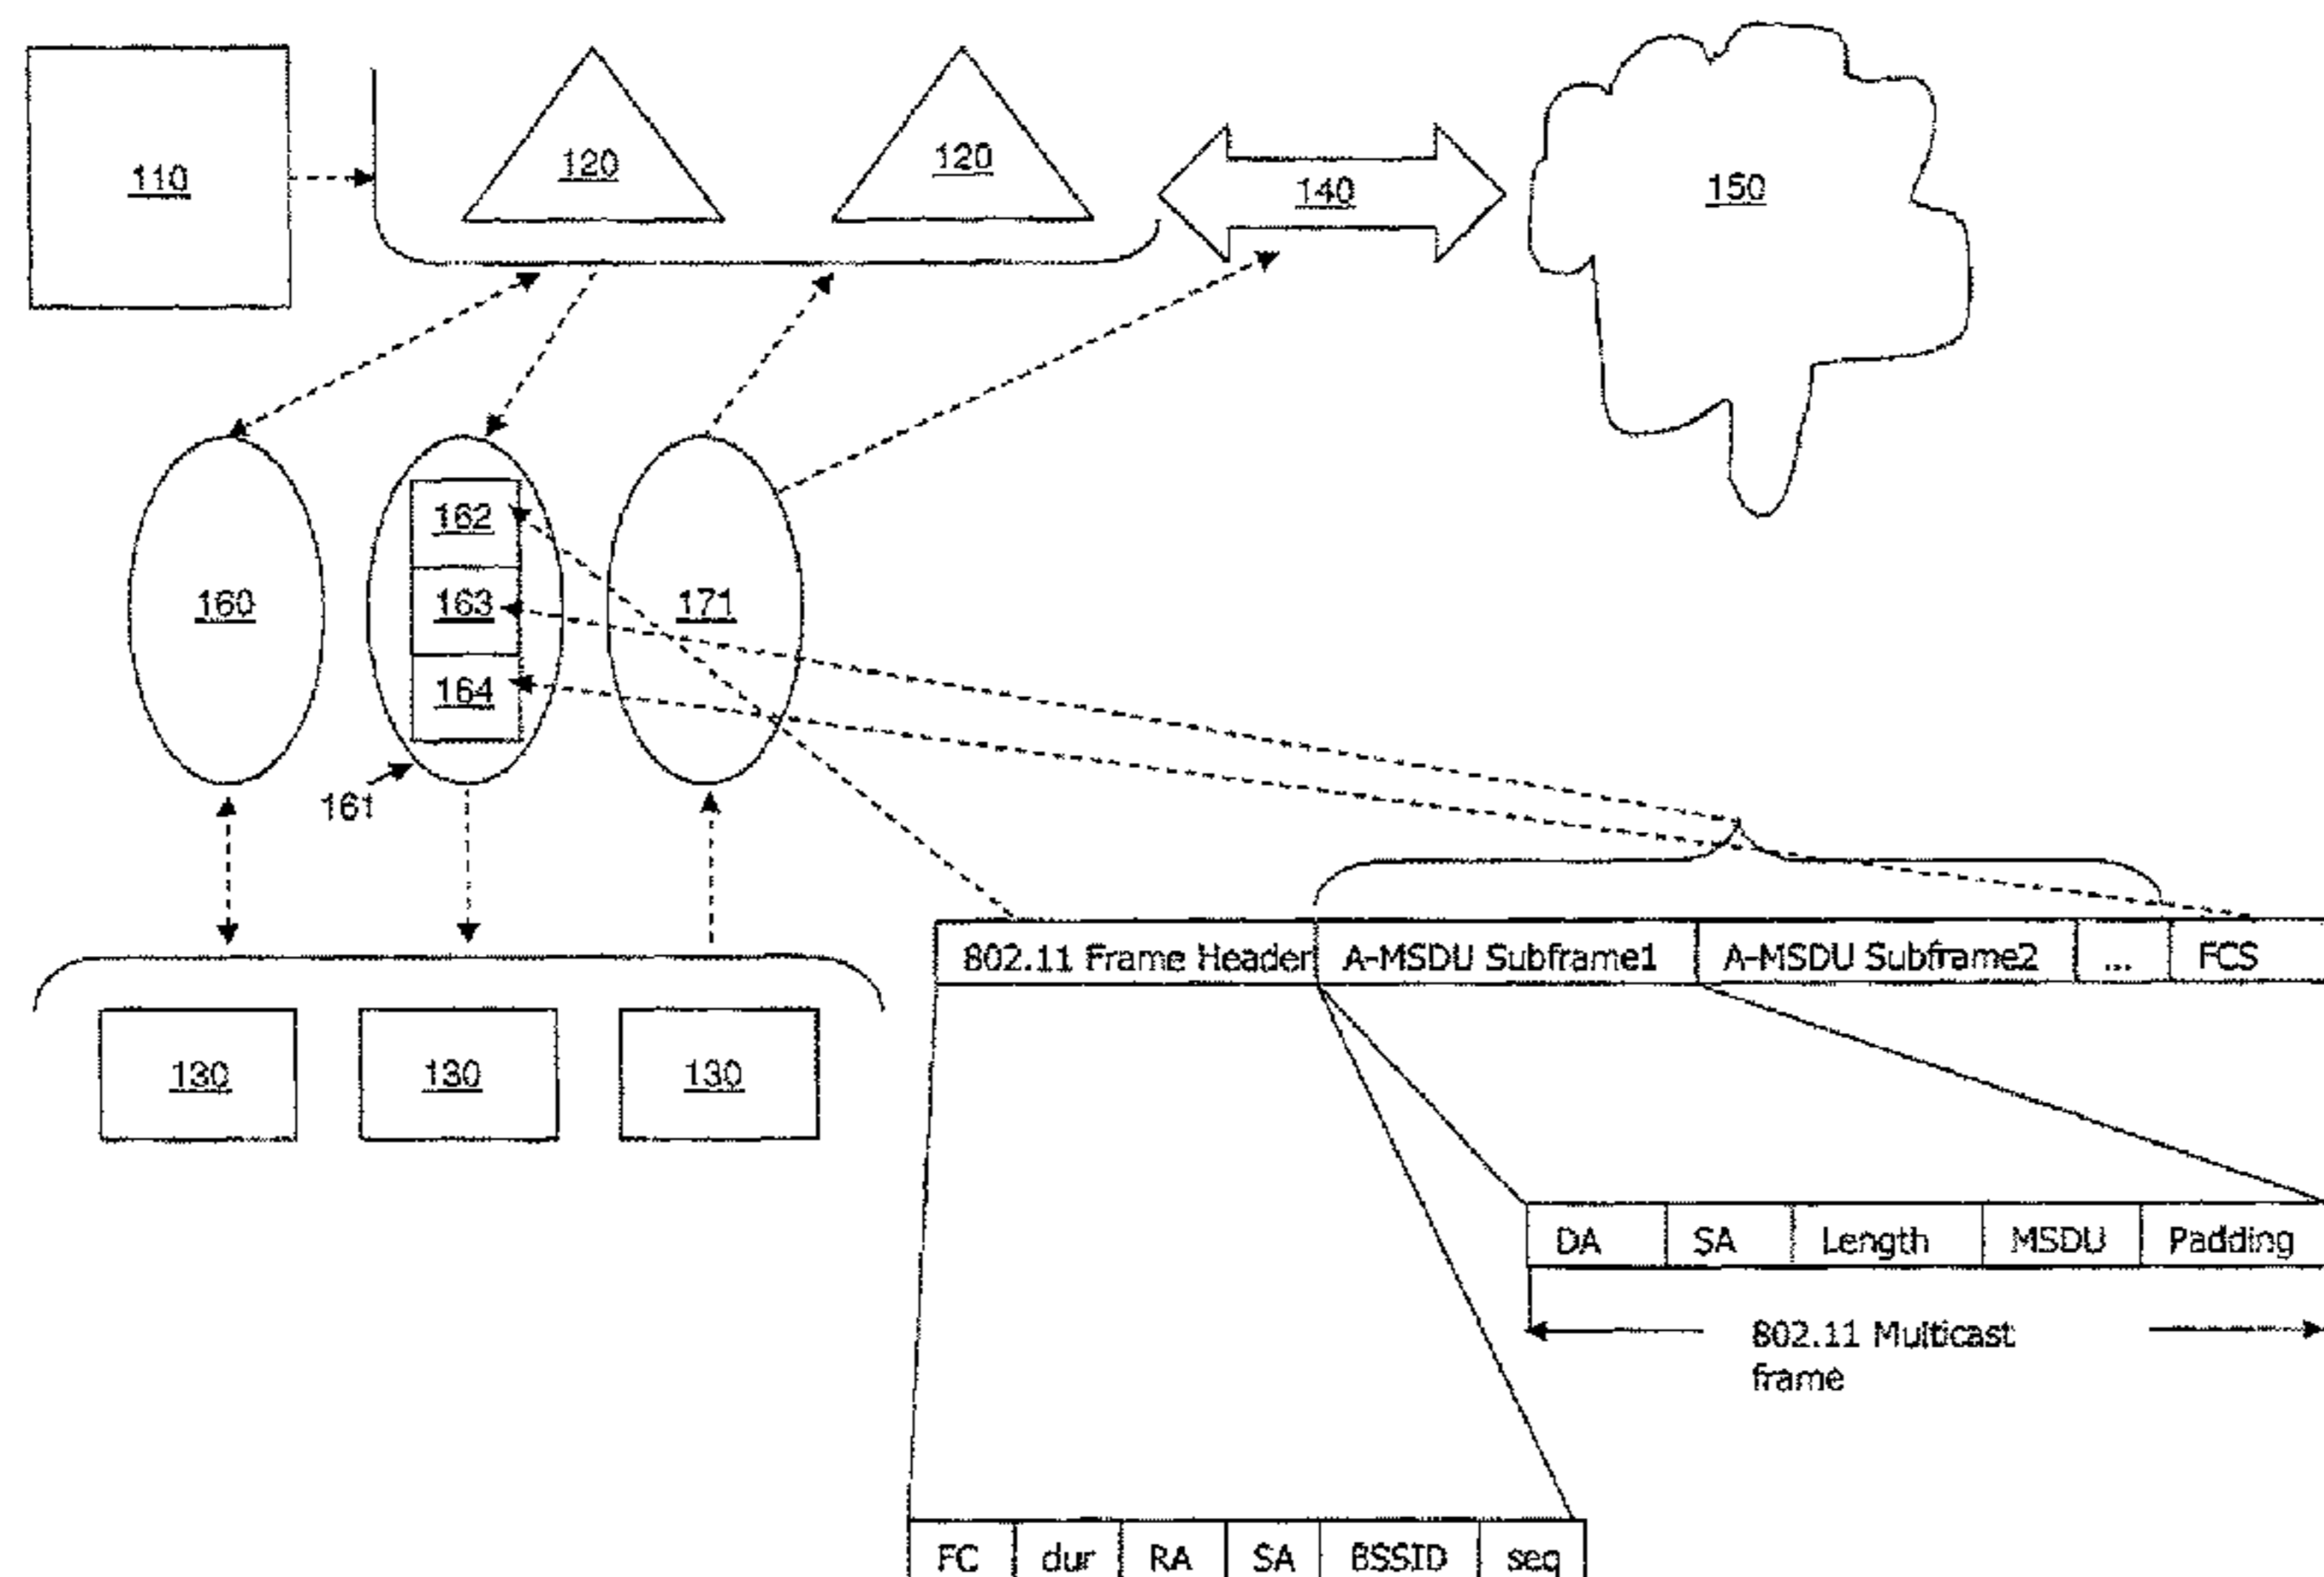 110
120
120
140
150
160
162
163
164
171
161
802.11 Frame Header
A-MSDU Subframe1
A-MSDU Subframe2
...
FCS
130
130
130
DA
SA
Length
MSDU
Padding
802.11 Multicast
frame
FC
dur
RA
SA
BSSID
seq